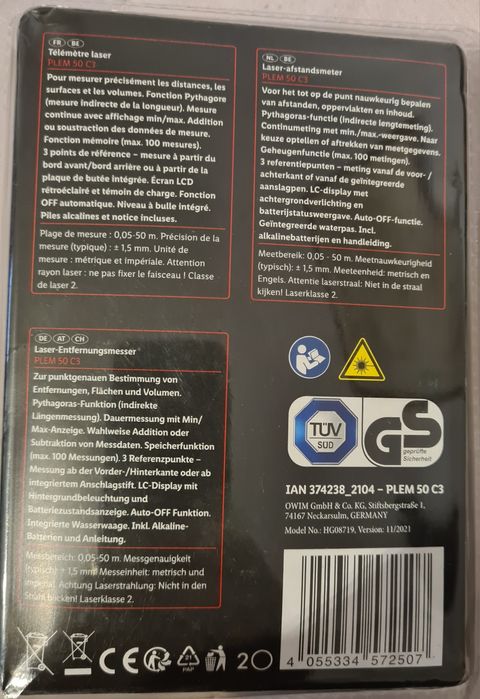 FR BE
Télémètre laser
PLEM 50 C3
Pour mesurer précisément les distances, les
surfaces et les volumes. Fonction Pythagore
(mesure indirecte de la longueur). Mesure
continue avec affichage min/max. Addition
ou soustraction des données de mesure.
Fonction mémoire (max. 100 mesures).
3 points de référence – mesure à partir du
bord avant/bord arrière ou à partir de la
plaque de butée intégrée. Écran LCD
rétroéclairé et témoin de charge. Fonction
OFF automatique. Niveau à bulle intégré.
Piles alcalines et notice incluses.
Plage de mesure : 0,05-50 m. Précision de la
mesure (typique) : ± 1,5 mm. Unité de
mesure : métrique et impériale. Attention
rayon laser : ne pas fixer le faisceau ! Classe
de laser 2.
NL BE
Laser-afstandsmeter
PLEM 50 C3
Voor het tot op de punt nauwkeurig bepalen
van afstanden, oppervlakten en inhoud.
Pythagoras-functie (indirecte lengtemeting).
Continumeting met min./max.-weergave. Naar
keuze optellen of aftrekken van meetgegevens.
Geheugenfunctie (max. 100 metingen).
3 referentiepunten – meting vanaf de voor- /
achterkant of vanaf de geïntegreerde
aanslagpen. LC-display met
achtergrondverlichting en
batterijstatusweergave. Auto-OFF-functie.
Geïntegreerde waterpas. Incl.
alkalinebatterijen en handleiding.
Meetbereik: 0,05 - 50 m. Meetnauwkeurigheid
(typisch): ± 1,5 mm. Meeteenheid: metrisch en
Engels. Attentie laserstraal: Niet in de straal
kijken! Laserklasse 2.
DE AT CH
Laser-Entfernungsmesser
PLEM 50 C3
Zur punktgenauen Bestimmung von
Entfernungen, Flächen und Volumen.
Pythagoras-Funktion (indirekte
Längenmessung). Dauermessung mit Min/
Max-Anzeige. Wahlweise Addition oder
Subtraktion von Messdaten. Speicherfunktion
(max. 100 Messungen). 3 Referenzpunkte –
Messung ab der Vorder-/Hinterkante oder ab
integriertem Anschlagstift. LC-Display mit
Hintergrundbeleuchtung und
Batteriezustandsanzeige. Auto-OFF Funktion.
Integrierte Wasserwaage. Inkl. Alkaline-
Batterien und Anleitung.
Messbereich: 0,05-50 m. Messgenauigkeit
(typisch): ± 1,5 mm Messeinheit: metrisch und
imperial. Achtung Laserstrahlung: Nicht in den
Strahl blicken! Laserklasse 2.
TÜV
SÜD
GS
geprüfte
Sicherheit
IAN 374238_2104 – PLEM 50 C3
OWIM GmbH & Co. KG, Stiftsbergstraße 1,
74167 Neckarsulm, GERMANY
Model No.: HG08719, Version: 11/2021
CE
21
PAP
2
4 055334 572507